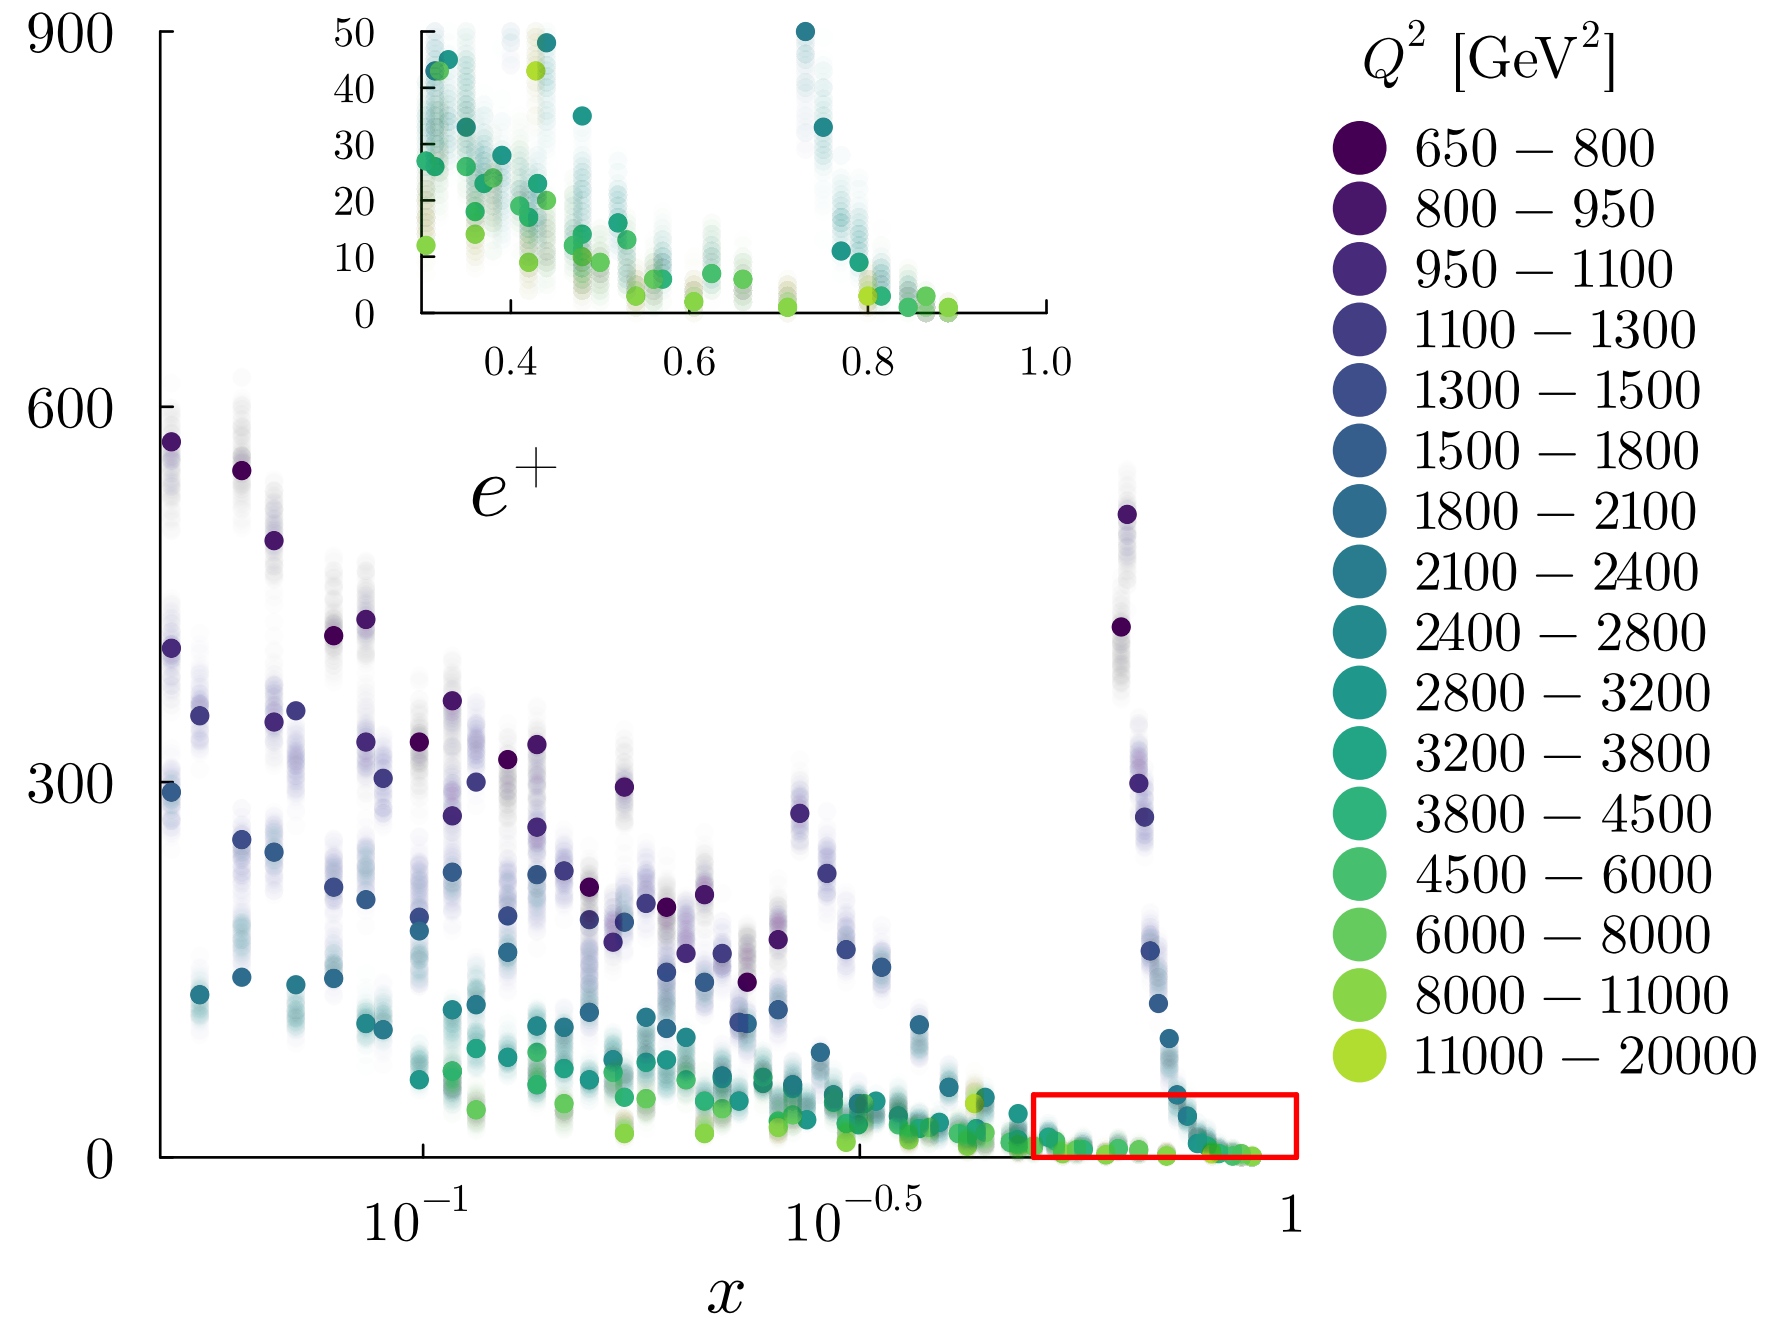 900
600
300
0
50
40
30
20
10
0
0.4 0.6 0.8 1.0
e⁺
10⁻¹ 10⁻⁰·⁵ 1
x
Q² [GeV²]
650 – 800
800 – 950
950 – 1100
1100 – 1300
1300 – 1500
1500 – 1800
1800 – 2100
2100 – 2400
2400 – 2800
2800 – 3200
3200 – 3800
3800 – 4500
4500 – 6000
6000 – 8000
8000 – 11000
11000 – 20000